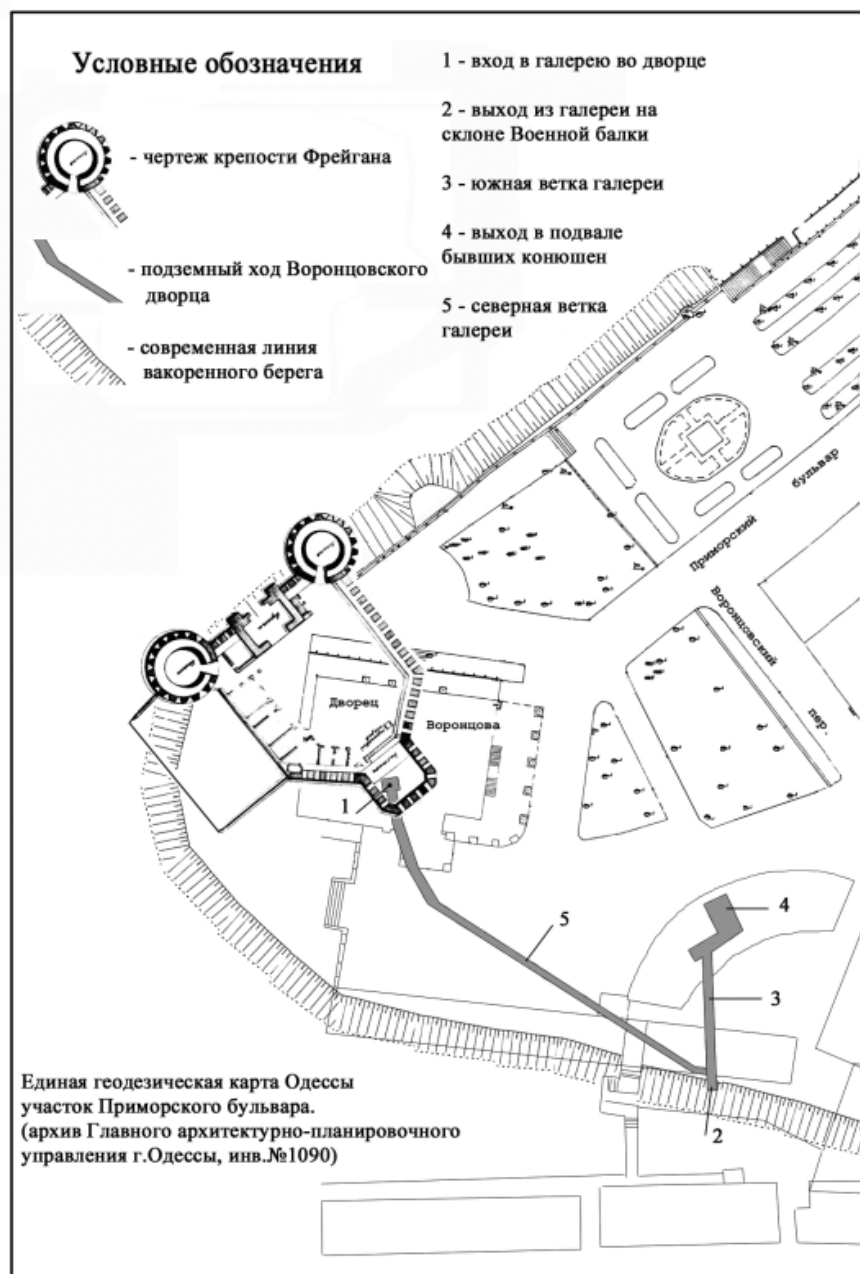 Условные обозначения
- чертеж крепости Фрейгана
- подземный ход Воронцовского
дворца
- современная линия
вакоренного берега
1 - вход в галерею во дворце
2 - выход из галереи на
склоне Военной балки
3 - южная ветка галереи
4 - выход в подвале
бывших конюшен
5 - северная ветка
галереи
Приморский бульвар
Воронцовский пер.
Дворец Воронцова
1
5
4
3
2
Единая геодезическая карта Одессы
участок Приморского бульвара.
(архив Главного архитектурно-планировочного
управления г.Одессы, инв.№1090)